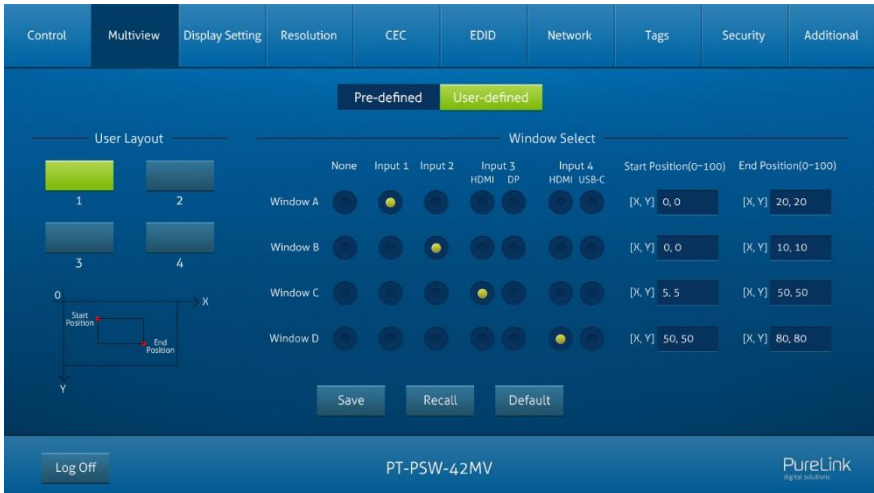 Control Multiview Display Setting Resolution CEC EDID Network Tags Security Additional
Pre-defined User-defined
User Layout
1 2
3 4
0
X
Start
Position
End
Position
Y
Window Select
None Input 1 Input 2 Input 3 Input 4 Start Position(0~100) End Position(0~100)
HDMI DP HDMI USB-C
Window A [X, Y] 0, 0 [X, Y] 20, 20
Window B [X, Y] 0, 0 [X, Y] 10, 10
Window C [X, Y] 5, 5 [X, Y] 50, 50
Window D [X, Y] 50, 50 [X, Y] 80, 80
Save Recall Default
Log Off PT-PSW-42MV PureLink
digital solutions